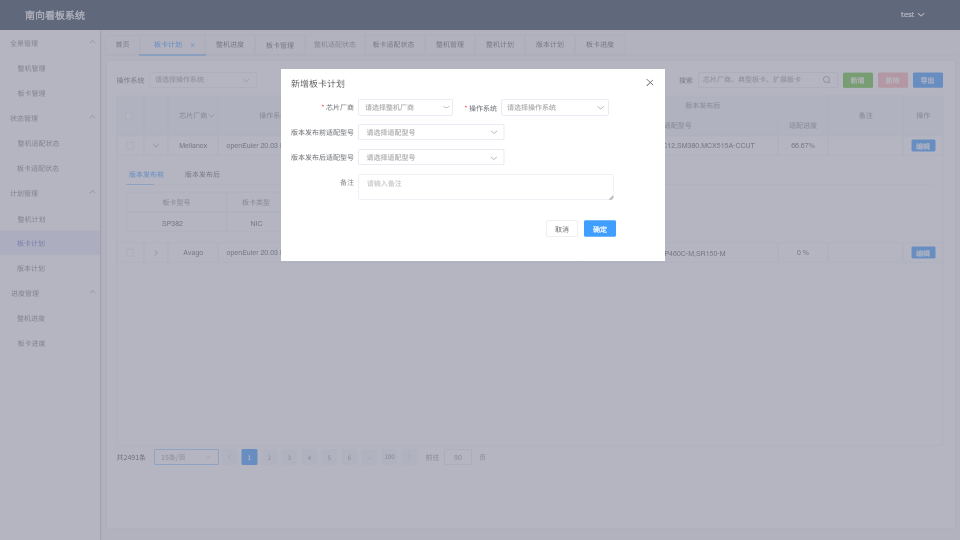 南向看板系统
test
全景管理
整机管理
板卡管理
状态管理
整机适配状态
板卡适配状态
计划管理
整机计划
板卡计划
版本计划
进度管理
整机进度
板卡进度
首页 板卡计划 × 整机进度 板卡管理 整机适配状态 板卡适配状态 整机管理 整机计划 版本计划 板卡进度
操作系统 请选择操作系统 搜索 芯片厂商、典型板卡、扩展板卡 新增 删除 导出
芯片厂商 操作系 版本发布后 备注 操作
适配型号 适配进度
Mellanox openEuler 20.03 C12,SM380,MCX515A-CCUT 66.67% 编辑
版本发布前 版本发布后
板卡型号 板卡类型
SP382 NIC
Avago openEuler 20.03 P460C-M,SR150-M 0 % 编辑
共2491条 25条/页 1 2 3 4 5 6 ... 100 前往 90 页
新增板卡计划
* 芯片厂商 请选择整机厂商 * 操作系统 请选择操作系统
版本发布前适配型号 请选择适配型号
版本发布后适配型号 请选择适配型号
备注 请输入备注
取消 确定